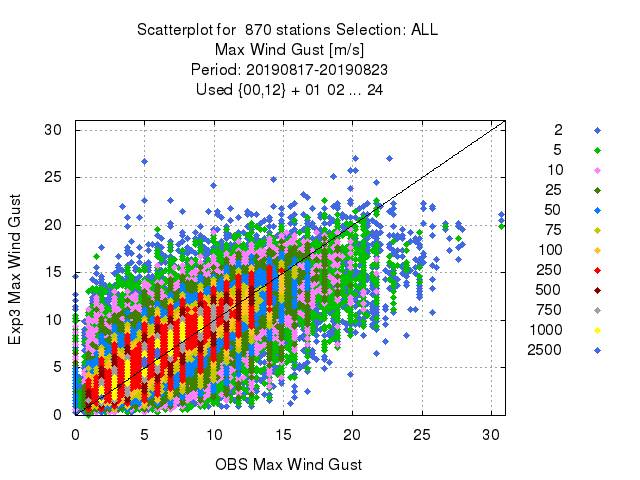 Scatterplot for 870 stations Selection: ALL
Max Wind Gust [m/s]
Period: 20190817-20190823
Used {00,12} + 01 02 ... 24
Exp3 Max Wind Gust
30
25
20
15
10
5
0
0 5 10 15 20 25 30
OBS Max Wind Gust
2
5
10
25
50
75
100
250
500
750
1000
2500